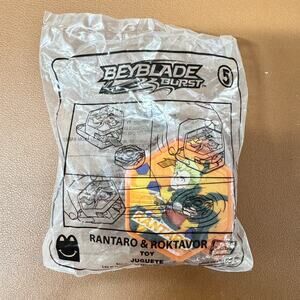 BEYBLADE
BURST
5
RANTARO & ROKTAVOR
TOY
JUGUETE